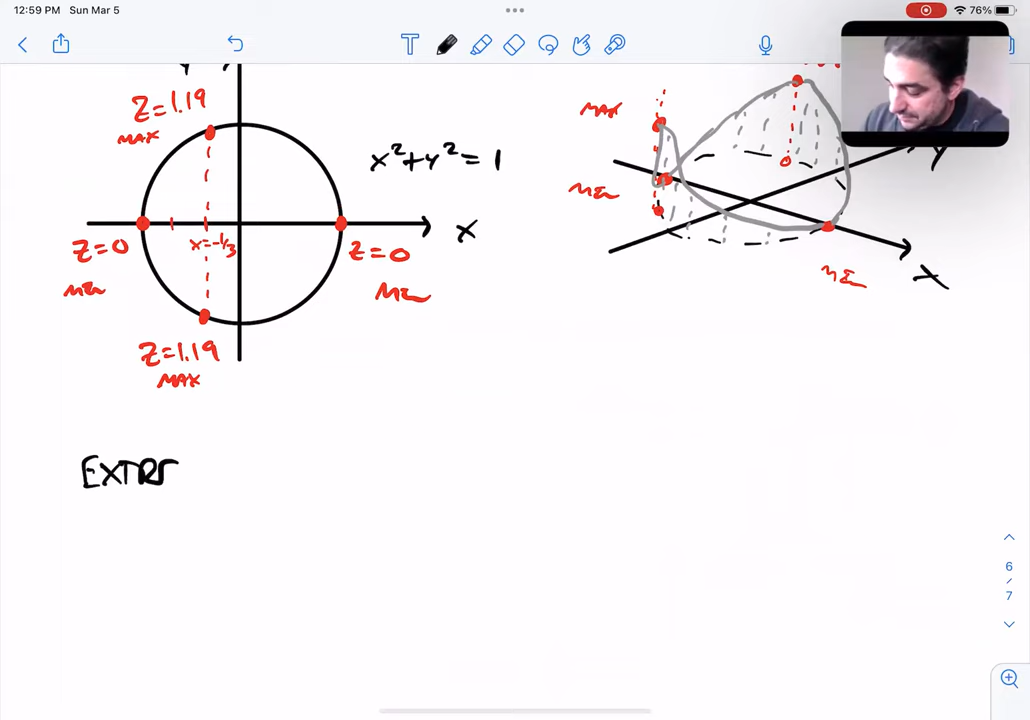 12:59 PM Sun Mar 5
76%
Z=1.19
MAX
x²+y²=1
x
Z=0
x=-1/3
Z=0
Z=1.19
MAX
MAX
y
x
EXTR
6
/
7